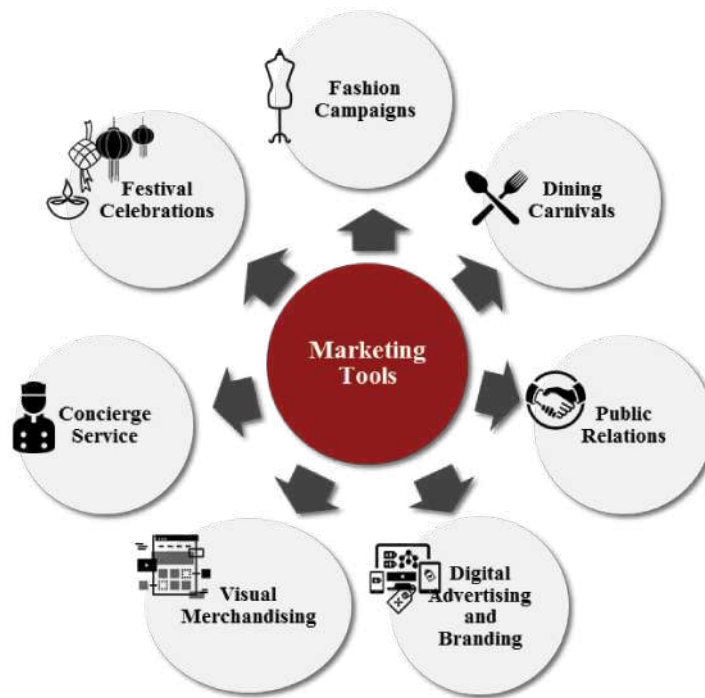 Fashion
Campaigns
Dining
Carnivals
Festival
Celebrations
Marketing
Tools
Public
Relations
Concierge
Service
Digital
Advertising
and
Branding
Visual
Merchandising